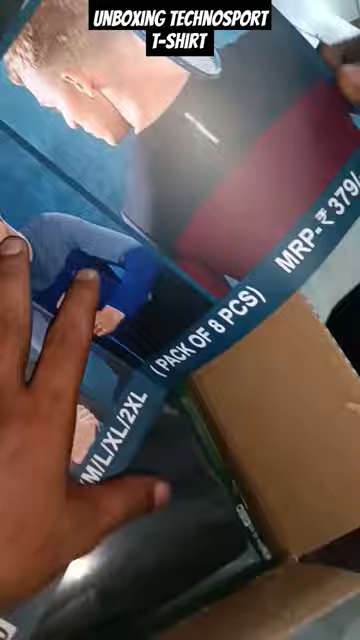 UNBOXING TECHNOSPORT
T-SHIRT
MRP.₹ 379/-
( PACK OF 8 PCS)
/M/L/XL/2XL